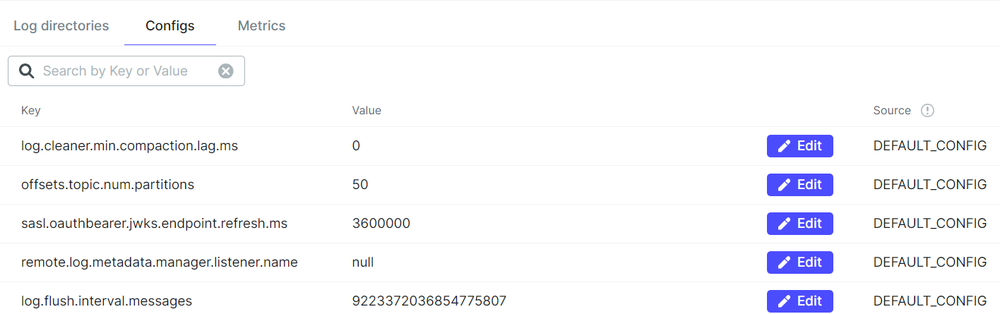 Log directories Configs Metrics
Search by Key or Value
Key Value Source
log.cleaner.min.compaction.lag.ms 0 Edit DEFAULT_CONFIG
offsets.topic.num.partitions 50 Edit DEFAULT_CONFIG
sasl.oauthbearer.jwks.endpoint.refresh.ms 3600000 Edit DEFAULT_CONFIG
remote.log.metadata.manager.listener.name null Edit DEFAULT_CONFIG
log.flush.interval.messages 9223372036854775807 Edit DEFAULT_CONFIG